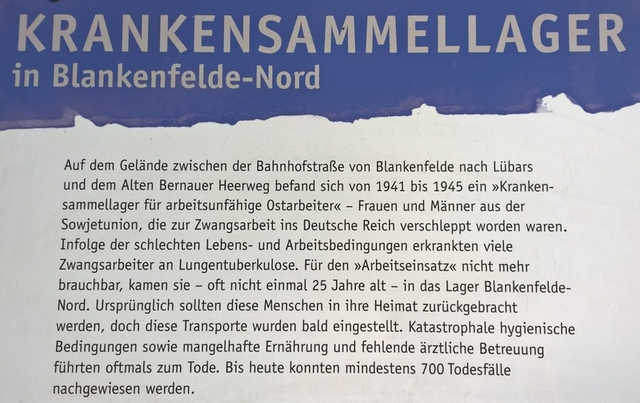 KRANKENSAMMELLAGER
in Blankenfelde-Nord
Auf dem Gelände zwischen der Bahnhofstraße von Blankenfelde nach Lübars
und dem Alten Bernauer Heerweg befand sich von 1941 bis 1945 ein »Kranken-
sammellager für arbeitsunfähige Ostarbeiter« – Frauen und Männer aus der
Sowjetunion, die zur Zwangsarbeit ins Deutsche Reich verschleppt worden waren.
Infolge der schlechten Lebens- und Arbeitsbedingungen erkrankten viele
Zwangsarbeiter an Lungentuberkulose. Für den »Arbeitseinsatz« nicht mehr
brauchbar, kamen sie – oft nicht einmal 25 Jahre alt – in das Lager Blankenfelde-
Nord. Ursprünglich sollten diese Menschen in ihre Heimat zurückgebracht
werden, doch diese Transporte wurden bald eingestellt. Katastrophale hygienische
Bedingungen sowie mangelhafte Ernährung und fehlende ärztliche Betreuung
führten oftmals zum Tode. Bis heute konnten mindestens 700 Todesfälle
nachgewiesen werden.